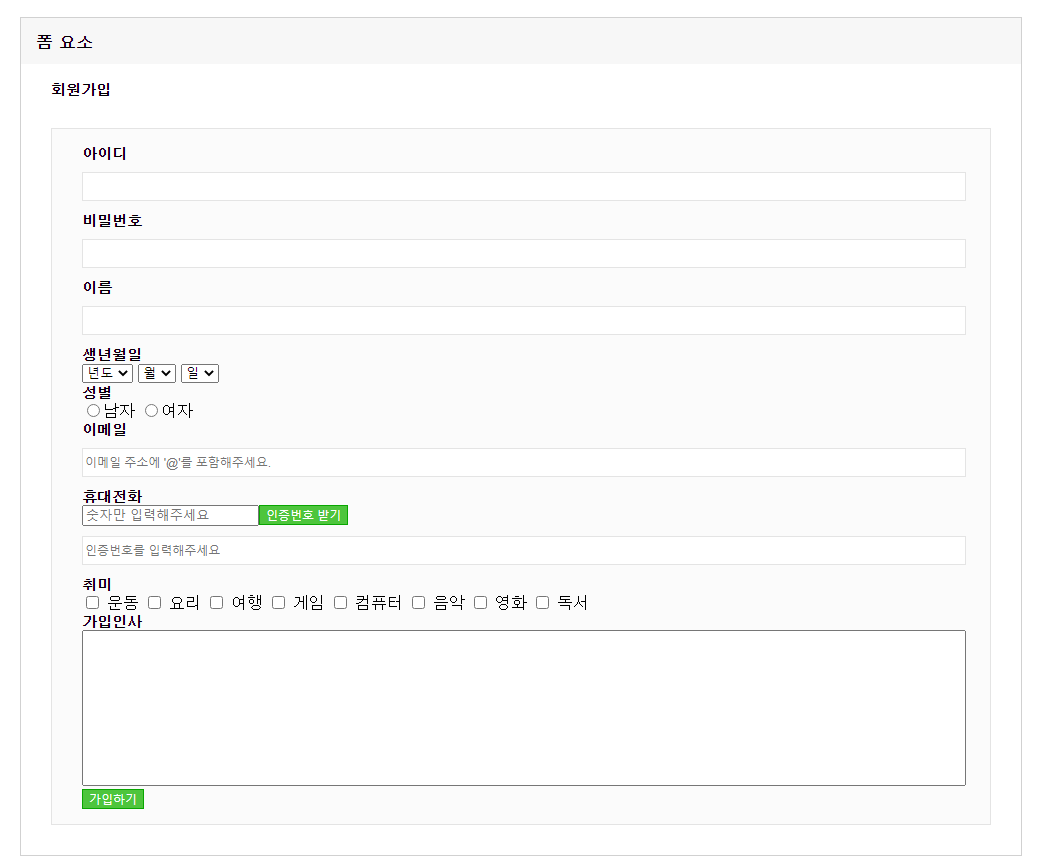 폼 요소
회원가입
아이디
비밀번호
이름
생년월일
년도 월 일
성별
남자 여자
이메일
이메일 주소에 '@'를 포함해주세요.
휴대전화
숫자만 입력해주세요 인증번호 받기
인증번호를 입력해주세요
취미
운동 요리 여행 게임 컴퓨터 음악 영화 독서
가입인사
가입하기